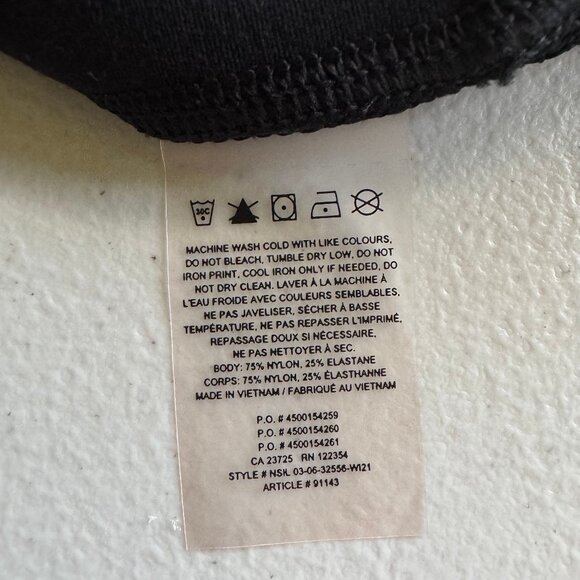 30C
MACHINE WASH COLD WITH LIKE COLOURS,
DO NOT BLEACH, TUMBLE DRY LOW, DO NOT
IRON PRINT, COOL IRON ONLY IF NEEDED, DO
NOT DRY CLEAN. LAVER À LA MACHINE À
L'EAU FROIDE AVEC COULEURS SEMBLABLES,
NE PAS JAVELISER, SÉCHER À BASSE
TEMPÉRATURE, NE PAS REPASSER L'IMPRIMÉ,
REPASSAGE DOUX SI NÉCESSAIRE,
NE PAS NETTOYER À SEC.
BODY: 75% NYLON, 25% ELASTANE
CORPS: 75% NYLON, 25% ÉLASTHANNE
MADE IN VIETNAM / FABRIQUÉ AU VIETNAM
P.O. # 4500154259
P.O. # 4500154260
P.O. # 4500154261
CA 23725 RN 122354
STYLE # NSIL 03-06-32556-WI21
ARTICLE # 91143